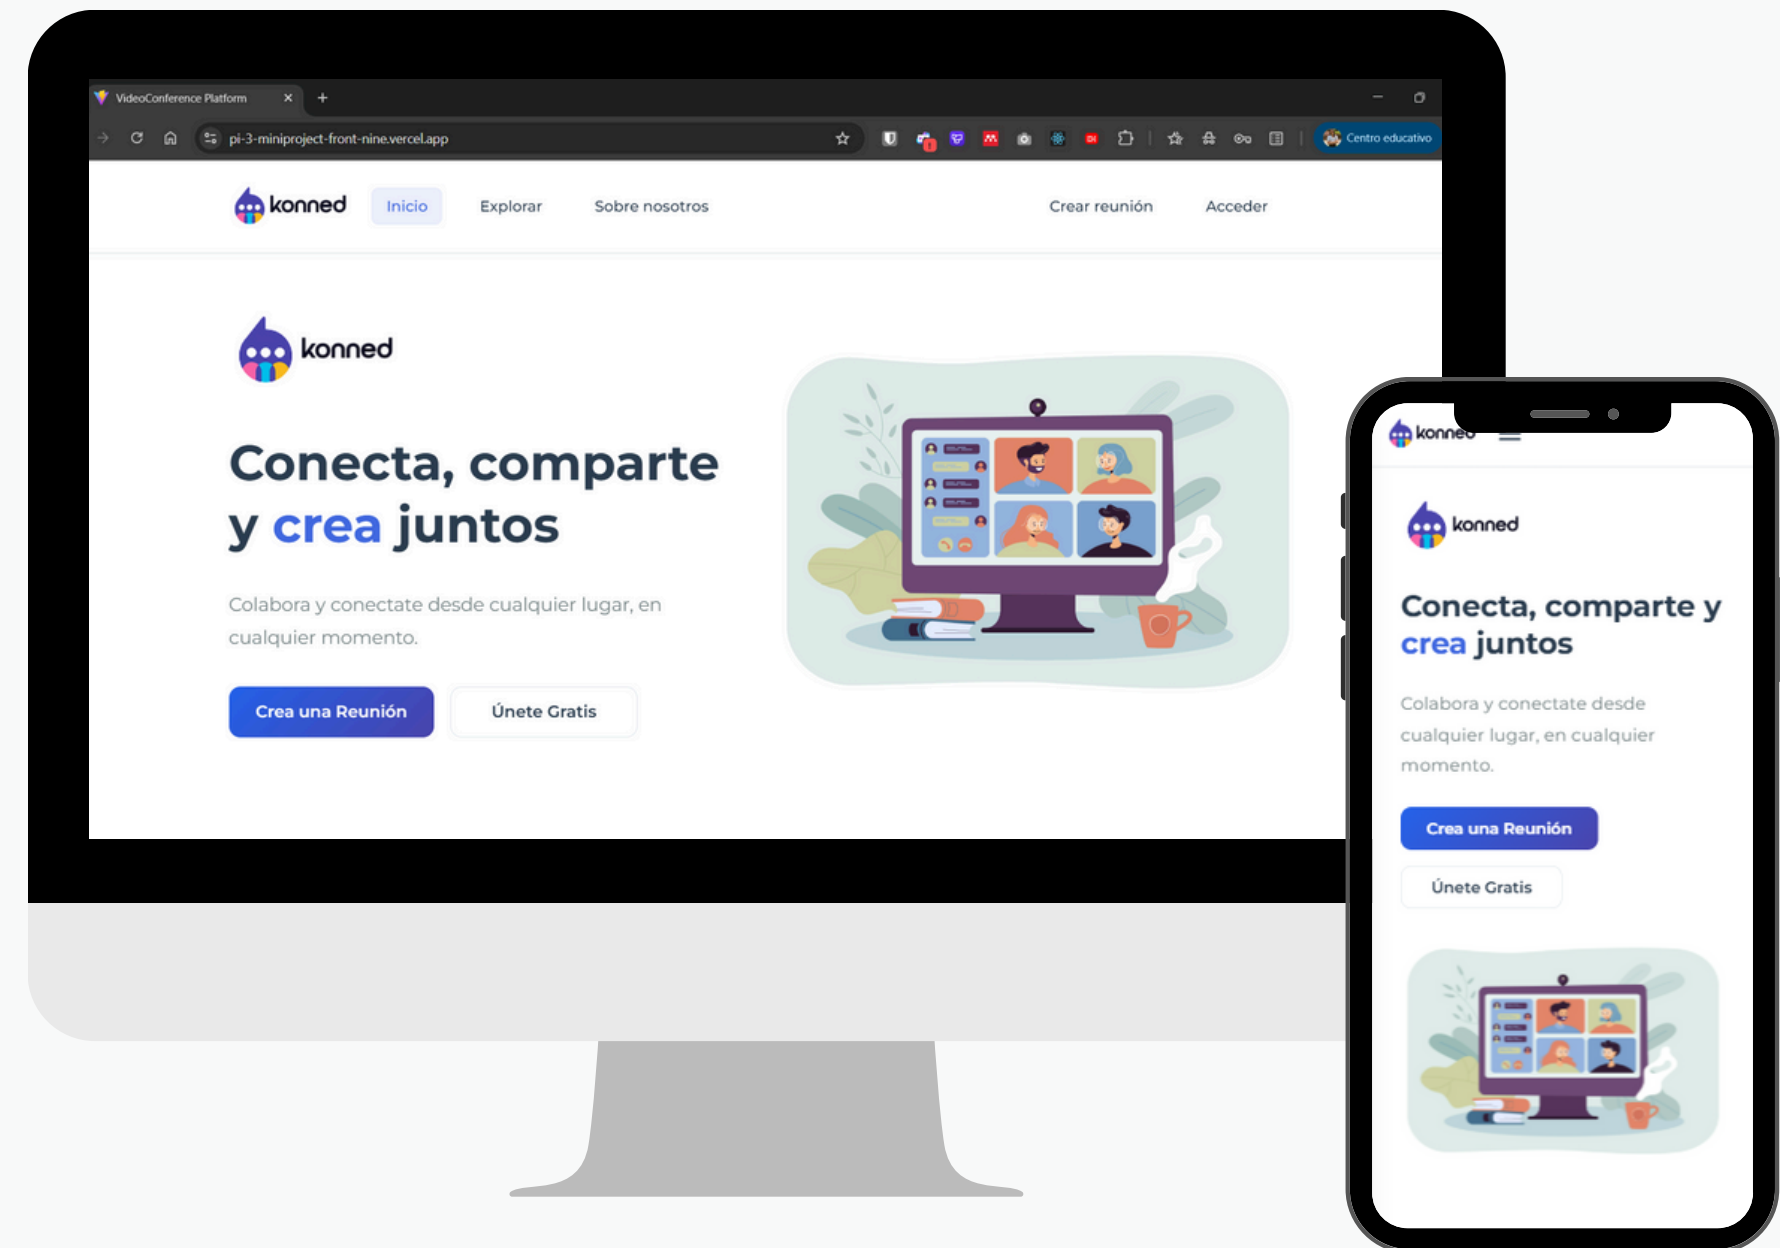 VideoConference Platform
pi-3-miniproject-front-nine.vercel.app
Centro educativo
konned Inicio Explorar Sobre nosotros Crear reunión Acceder
konned
Conecta, comparte
y crea juntos
Colabora y conectate desde cualquier lugar, en
cualquier momento.
Crea una Reunión Únete Gratis
konned
konned
Conecta, comparte y
crea juntos
Colabora y conectate desde
cualquier lugar, en cualquier
momento.
Crea una Reunión
Únete Gratis